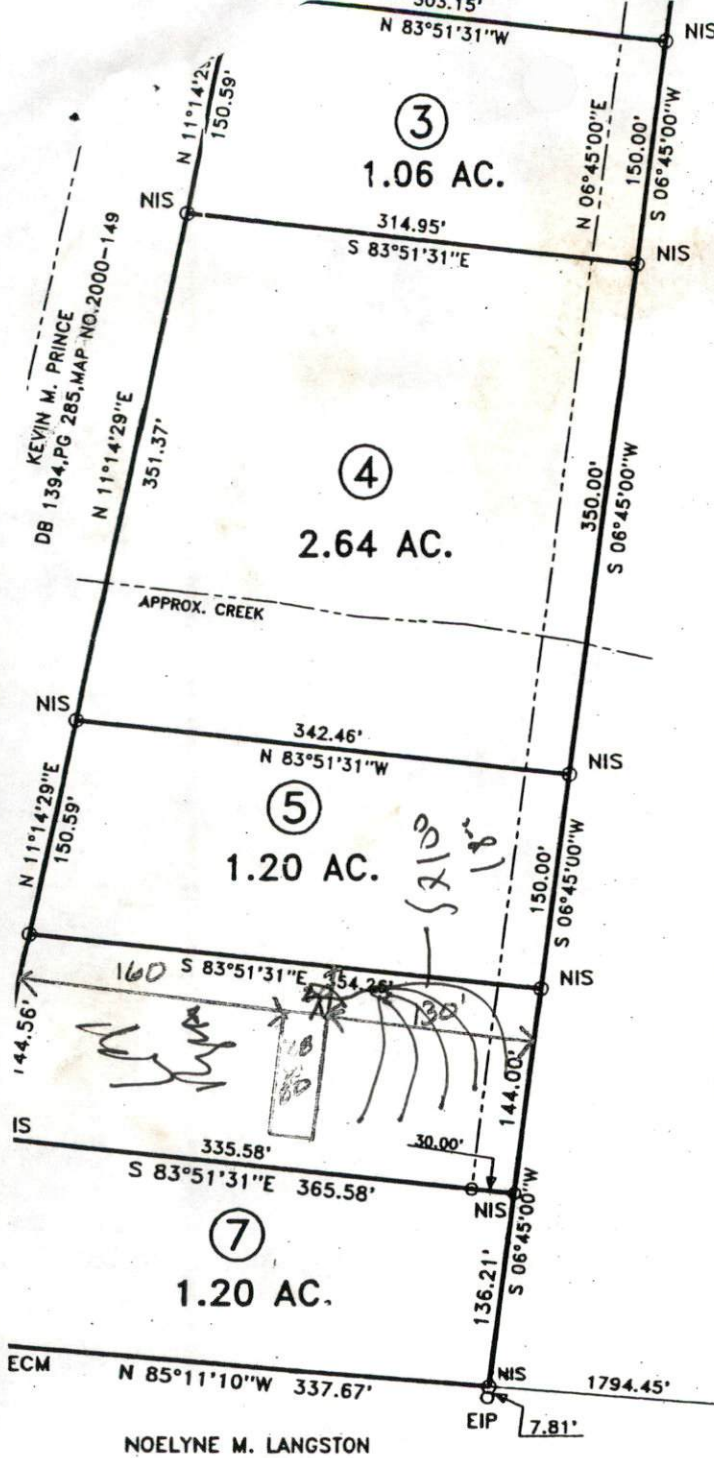 303.15'
N 83°51'31"W
NIS
N 11°14'29
150.59'
③
1.06 AC.
N 06°45'00"E
150.00'
S 06°45'00"W
NIS
314.95'
S 83°51'31"E
NIS
KEVIN M. PRINCE
DB 1394,PG 285,MAP NO.2000-149
N 11°14'29"E
351.37'
④
2.64 AC.
350.00'
S 06°45'00"W
APPROX. CREEK
NIS
342.46'
N 83°51'31"W
NIS
N 11°14'29"E
150.59'
⑤
1.20 AC.
150.00'
S 06°45'00"W
160
S 83°51'31"E
NIS
130'
144.56'
144.00'
IS
335.58'
30.00'
S 83°51'31"E 365.58'
NIS
S 06°45'00"W
⑦
1.20 AC.
136.21'
ECM
N 85°11'10"W 337.67'
NIS
1794.45'
EIP
7.81'
NOELYNE M. LANGSTON